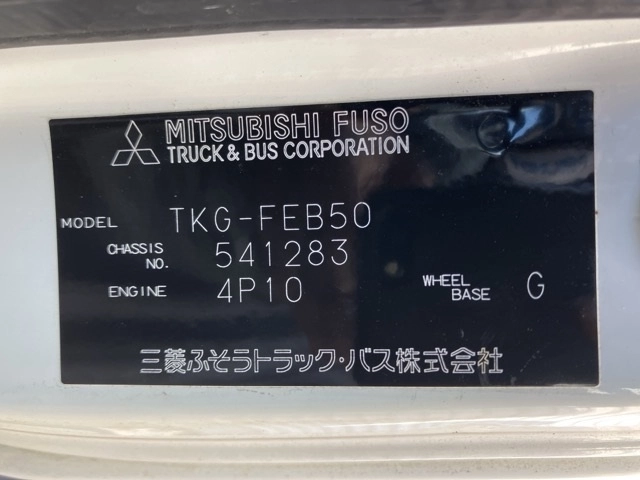 MITSUBISHI FUSO
TRUCK & BUS CORPORATION
MODEL TKG-FEB50
CHASSIS NO. 541283
ENGINE 4P10 WHEEL BASE G
三菱ふそうトラック・バス株式会社